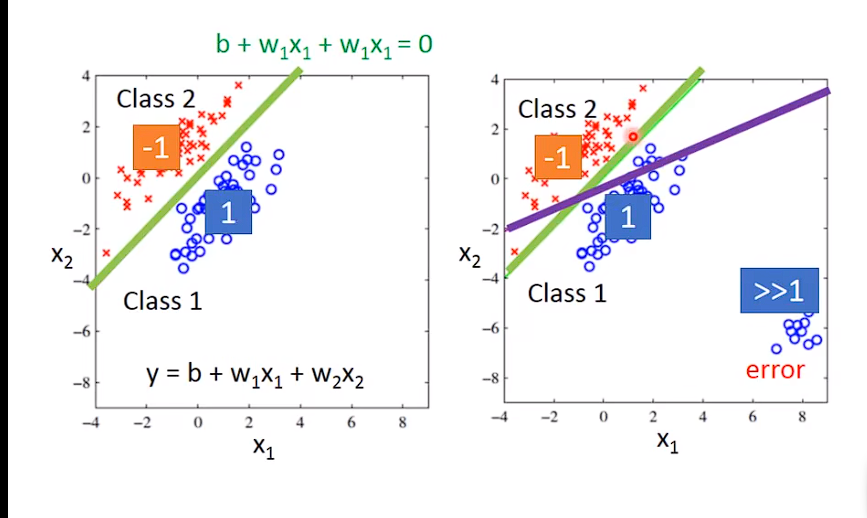 b + w₁x₁ + w₁x₁ = 0
4
2
0
−2
−4
−6
−8
−4 −2 0 2 4 6 8
x₂
x₁
Class 2
-1
1
Class 1
y = b + w₁x₁ + w₂x₂
4
2
0
−2
−4
−6
−8
−4 −2 0 2 4 6 8
x₂
x₁
Class 2
-1
1
Class 1
>>1
error